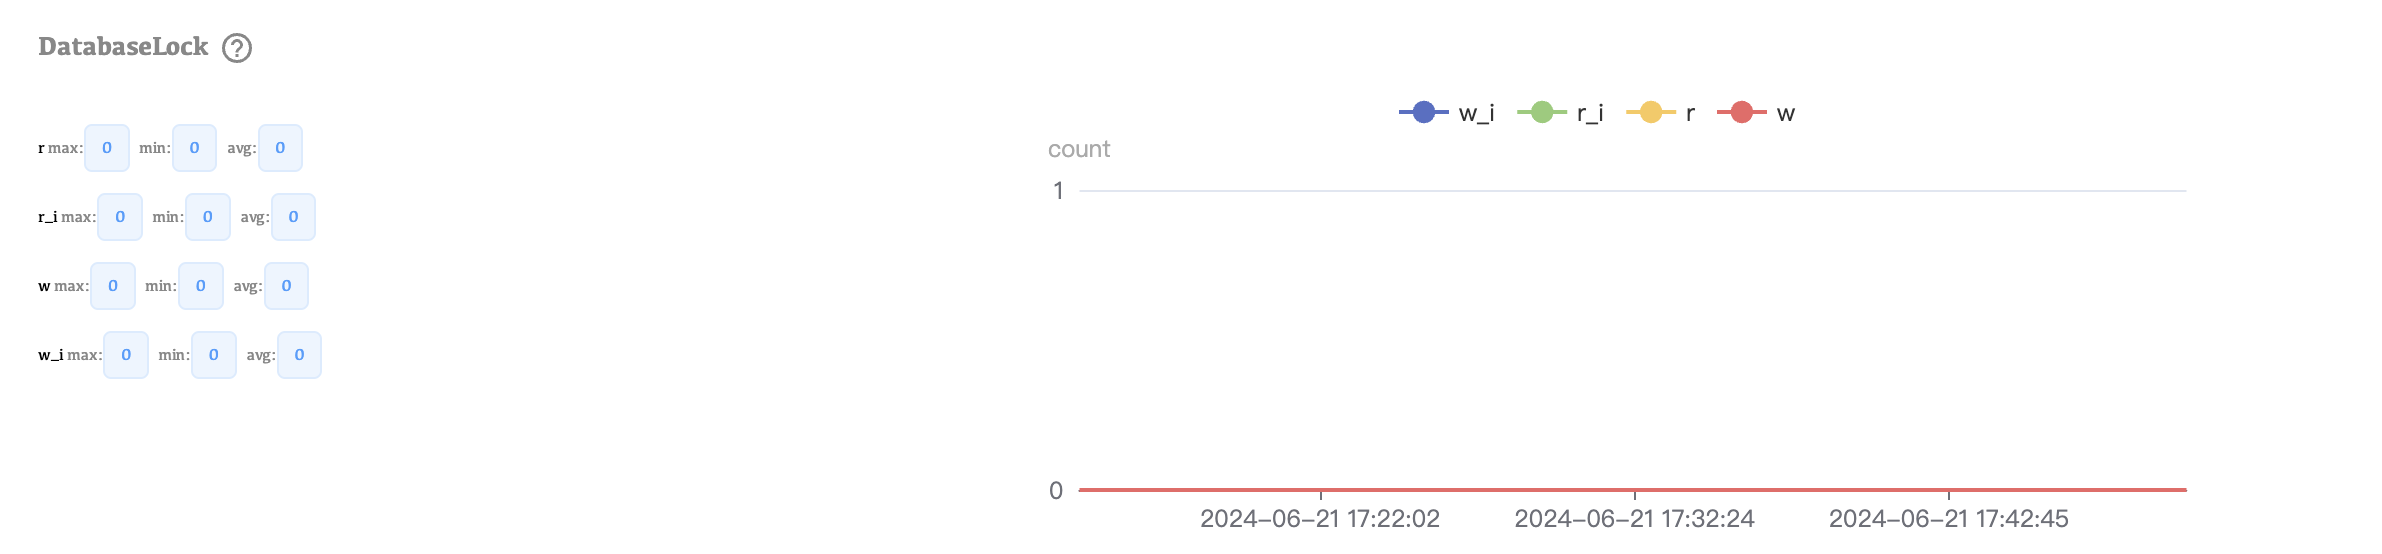 DatabaseLock ?
r max: 0 min: 0 avg: 0
r_i max: 0 min: 0 avg: 0
w max: 0 min: 0 avg: 0
w_i max: 0 min: 0 avg: 0
w_i r_i r w
count
1
0
2024-06-21 17:22:02 2024-06-21 17:32:24 2024-06-21 17:42:45